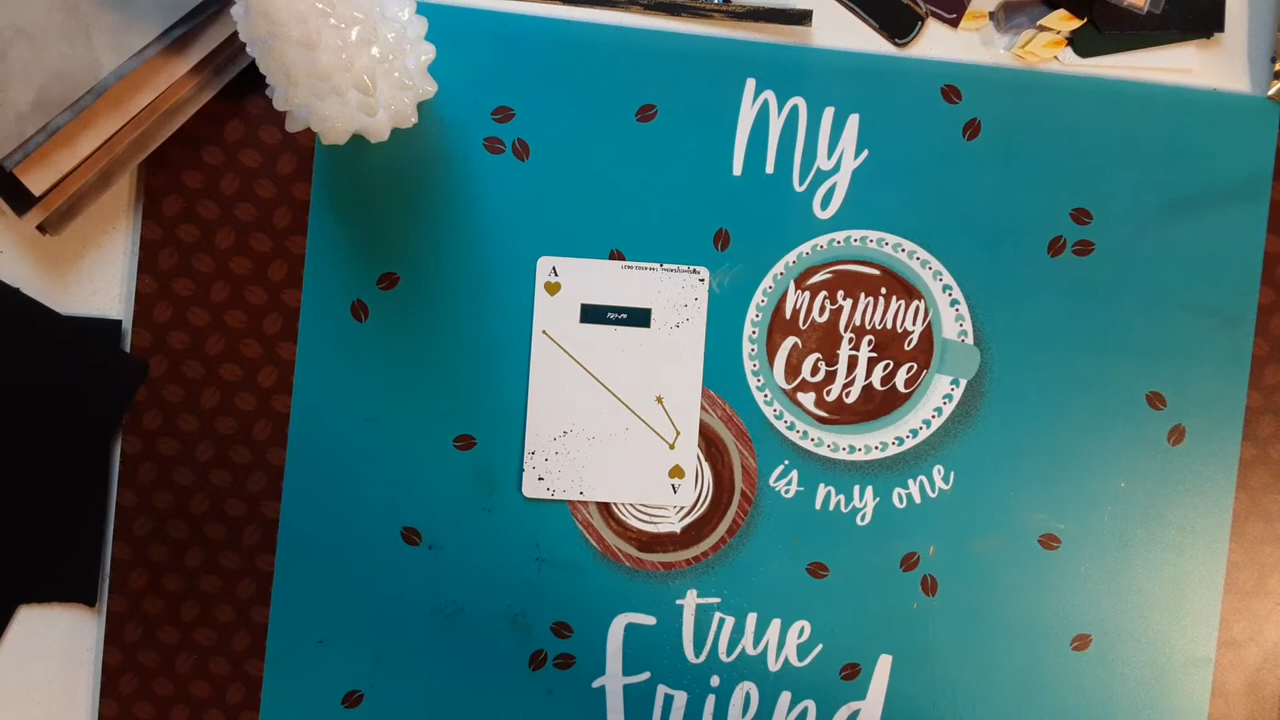 My
morning
Coffee
is my one
true
Friend
A
A